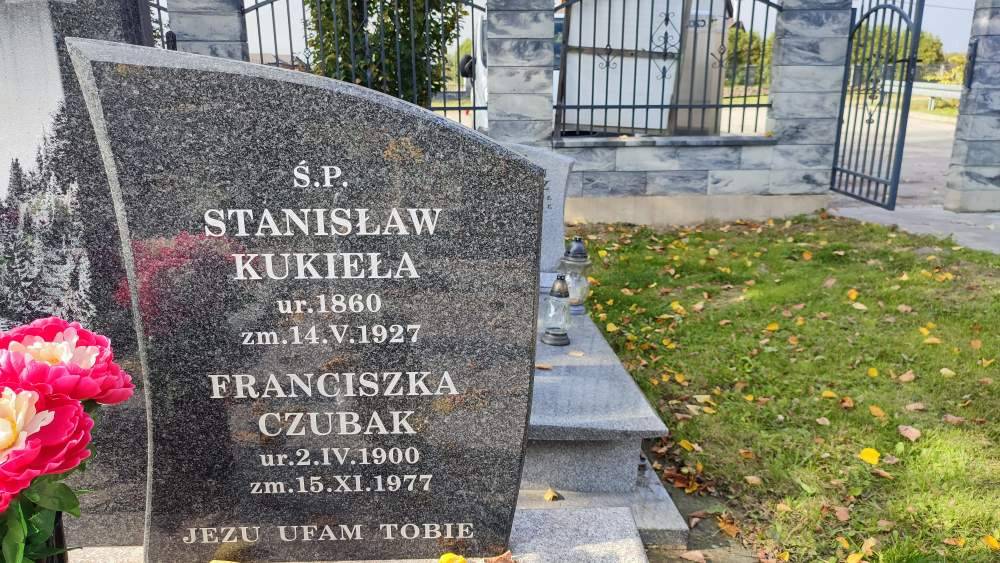 Ś.P.
STANISŁAW
KUKIEŁA
ur.1860
zm.14.V.1927
FRANCISZKA
CZUBAK
ur.2.IV.1900
zm.15.XI.1977
JEZU UFAM TOBIE